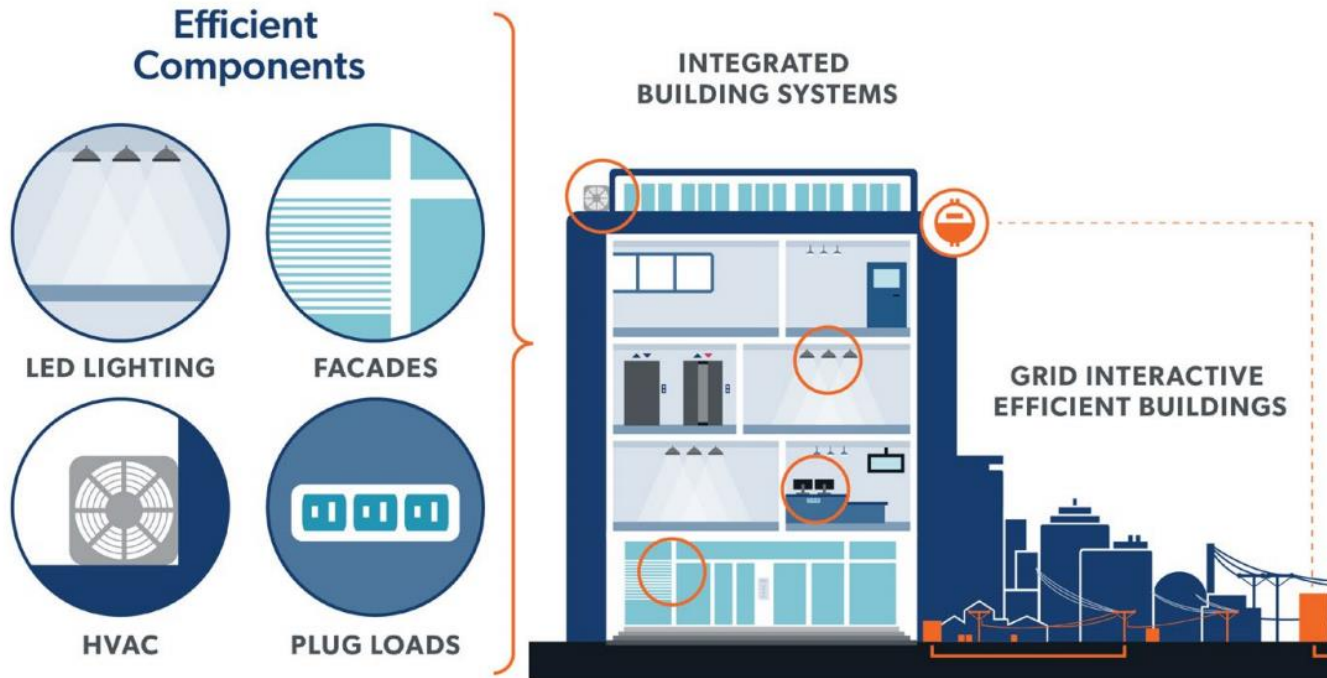 Efficient
Components
LED LIGHTING
FACADES
HVAC
PLUG LOADS
INTEGRATED
BUILDING SYSTEMS
GRID INTERACTIVE
EFFICIENT BUILDINGS